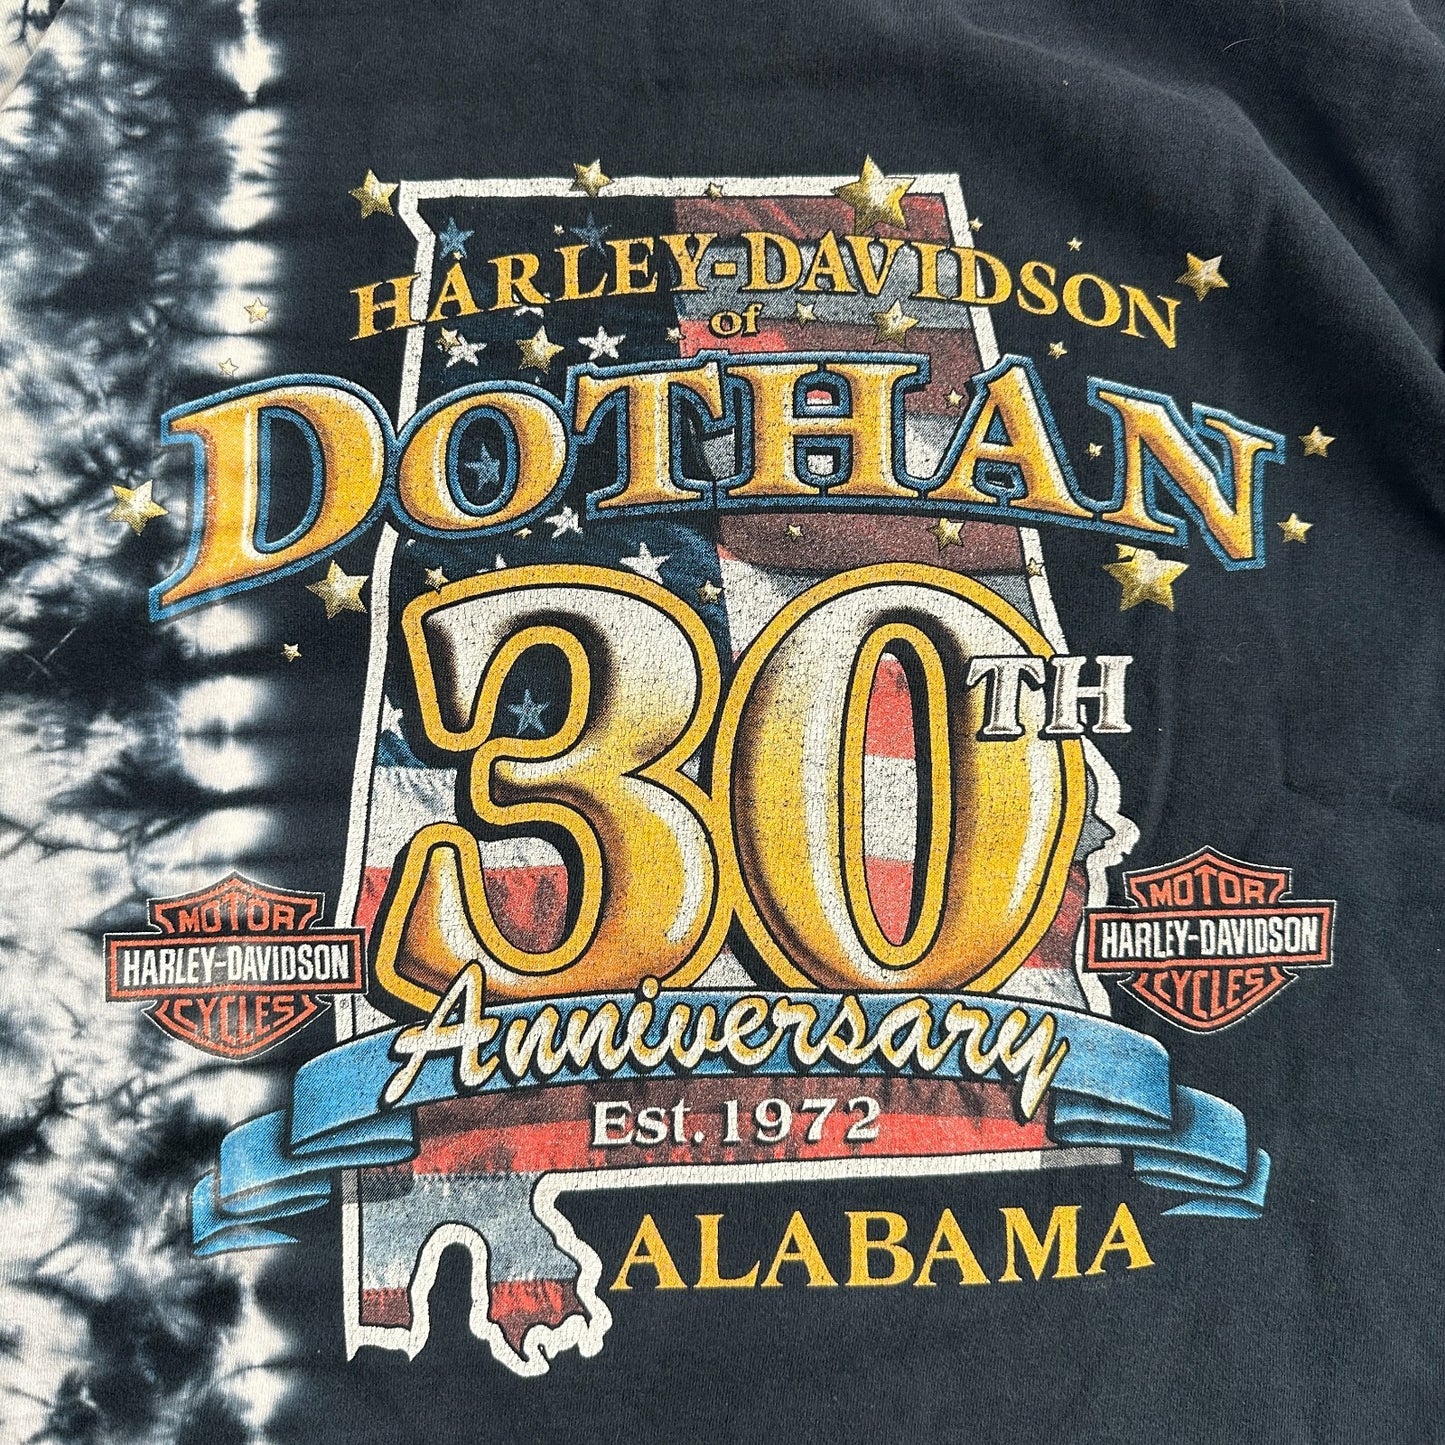 HARLEY-DAVIDSON
of
DOTHAN
30TH
MOTOR
HARLEY-DAVIDSON
CYCLES
MOTOR
HARLEY-DAVIDSON
CYCLES
Anniversary
Est. 1972
ALABAMA